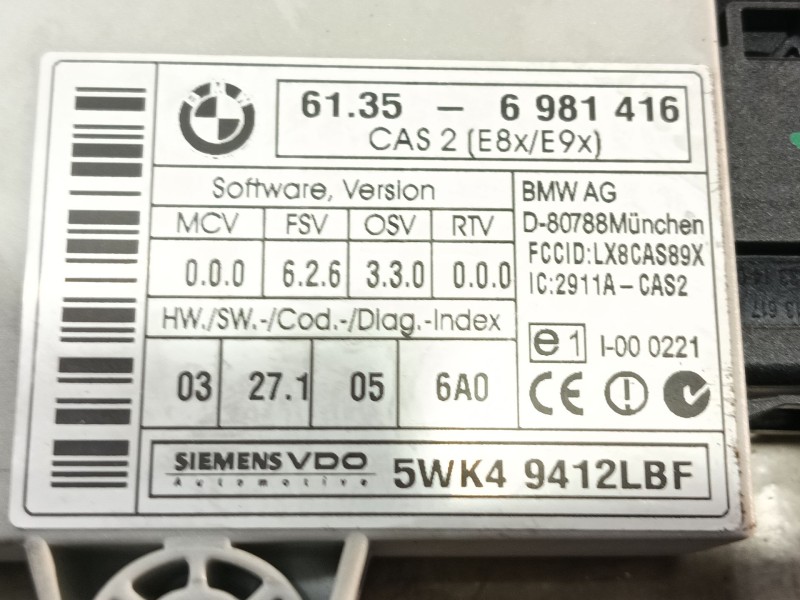 BMW
61.35 - 6 981 416
CAS 2 (E8x/E9x)
Software, Version
MCV FSV OSV RTV
0.0.0 6.2.6 3.3.0 0.0.0
HW./SW.-/Cod.-/Diag.-Index
03 27.1 05 6A0
BMW AG
D-80788München
FCCID:LX8CAS89X
IC:2911A-CAS2
e1 I-00 0221
CE
SIEMENS VDO
Automotive
5WK4 9412LBF